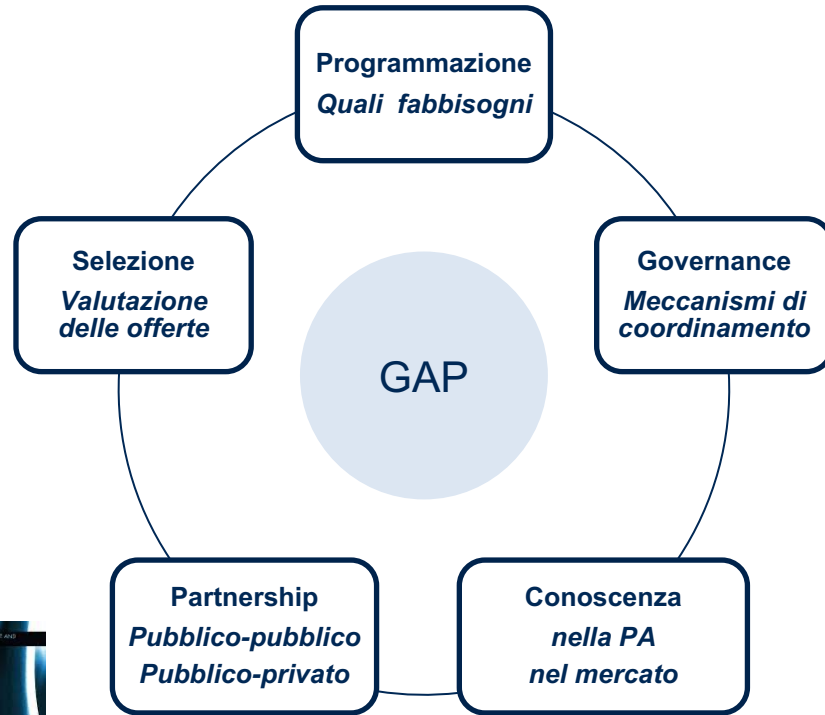 Programmazione
Quali fabbisogni
Selezione
Valutazione
delle offerte
Governance
Meccanismi di
coordinamento
GAP
Partnership
Pubblico-pubblico
Pubblico-privato
Conoscenza
nella PA
nel mercato